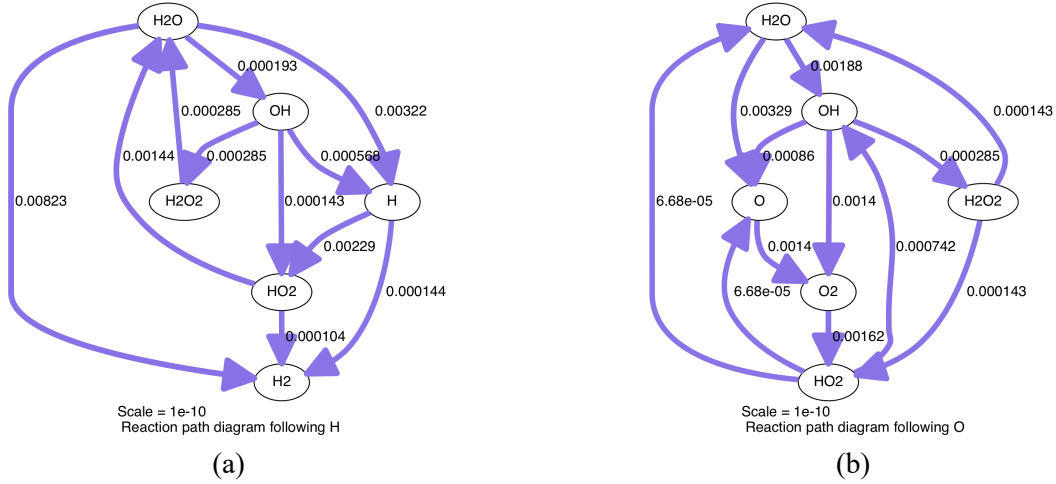 H2O
0.000193
0.000285
OH
0.00322
0.00144
0.000285
0.000568
0.00823
H2O2
0.000143
H
0.00229
HO2
0.000144
0.000104
H2
Scale = 1e-10
Reaction path diagram following H
(a)
H2O
0.00188
0.00329
OH
0.000143
0.00086
0.000285
6.68e-05
O
0.0014
H2O2
0.0014
0.000742
6.68e-05
O2
0.000143
0.00162
HO2
Scale = 1e-10
Reaction path diagram following O
(b)